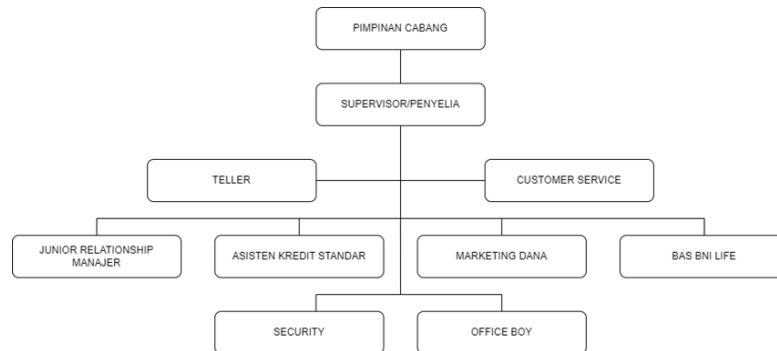 PIMPINAN CABANG
SUPERVISOR/PENYELIA
TELLER
CUSTOMER SERVICE
JUNIOR RELATIONSHIP
MANAJER
ASISTEN KREDIT STANDAR
MARKETING DANA
BAS BNI LIFE
SECURITY
OFFICE BOY